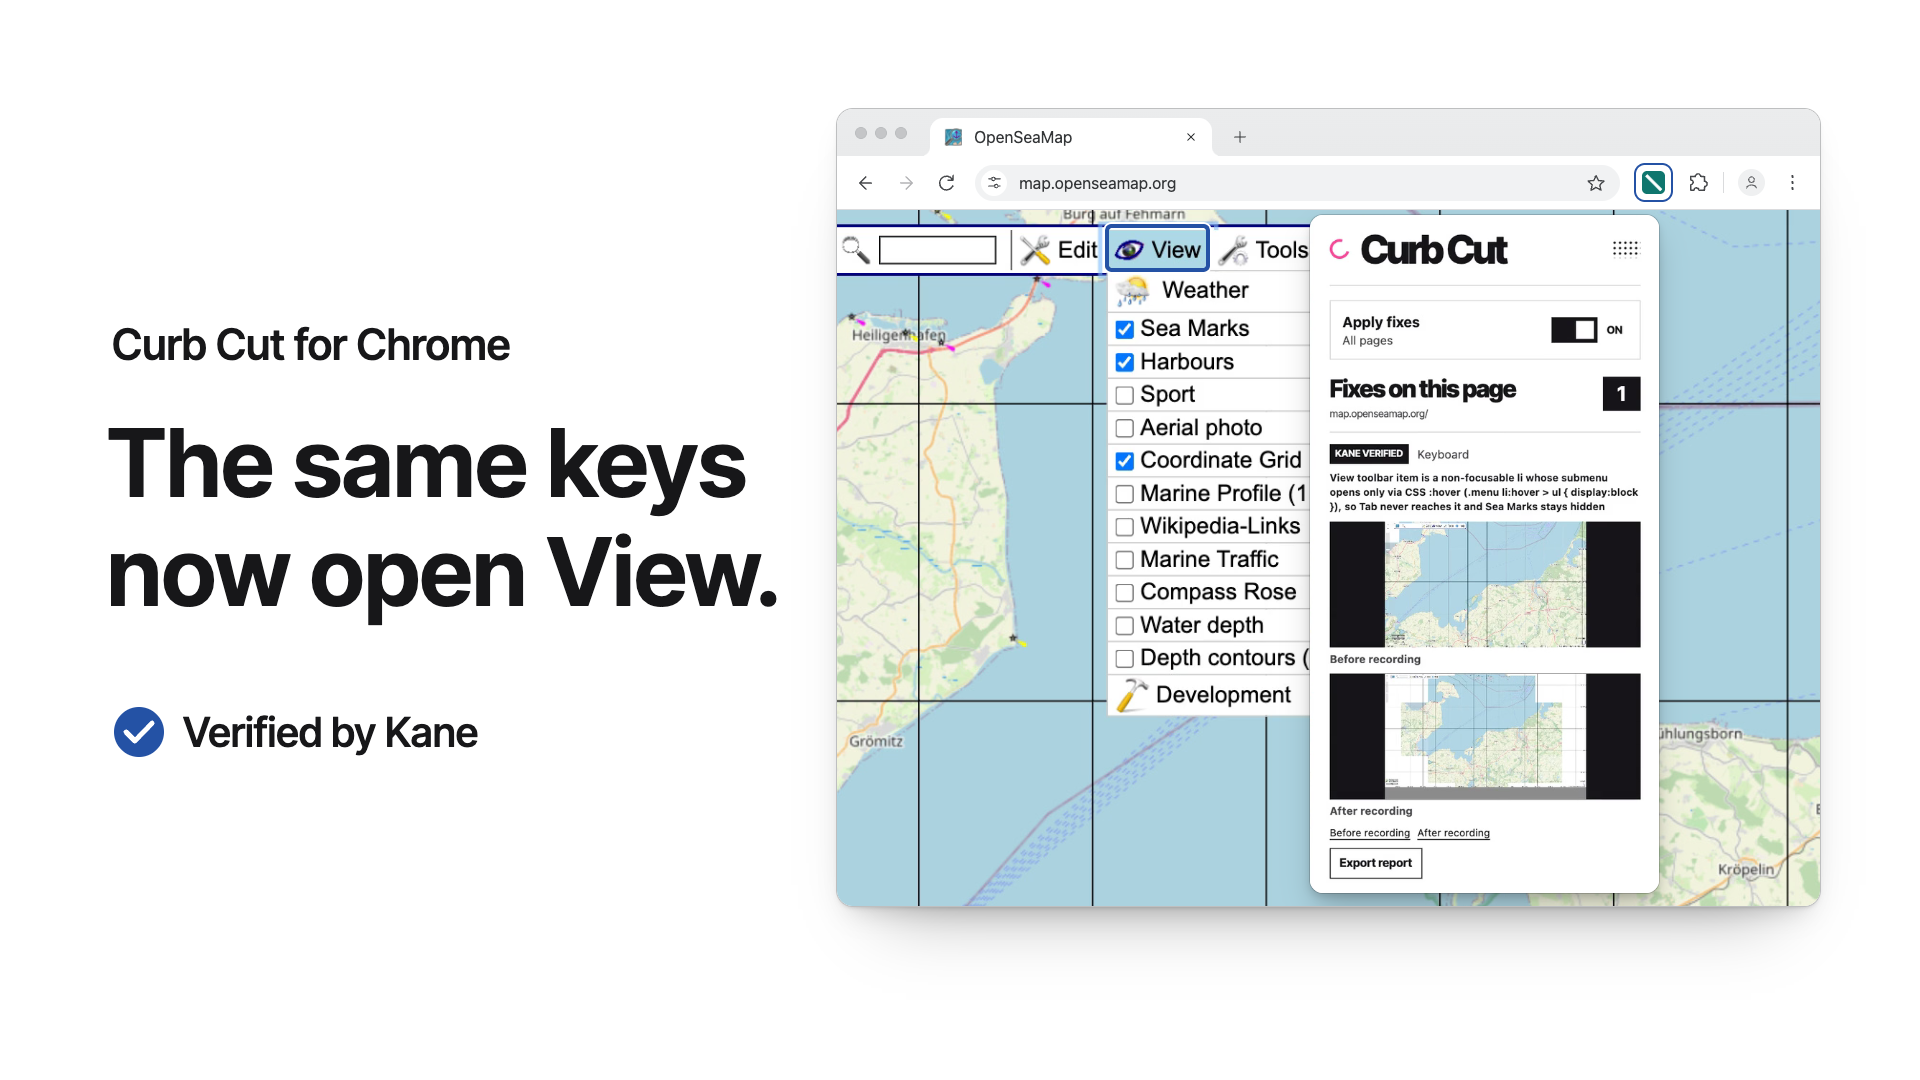 Curb Cut for Chrome
The same keys
now open View.
Verified by Kane
OpenSeaMap
map.openseamap.org
Burg auf Fehmarn
Edit
View
Tools
Weather
Sea Marks
Harbours
Sport
Aerial photo
Coordinate Grid
Marine Profile (1
Wikipedia-Links
Marine Traffic
Compass Rose
Water depth
Depth contours (
Development
Heiligenhafen
Grömitz
Curb Cut
Apply fixes
All pages
ON
Fixes on this page
1
map.openseamap.org/
KANE VERIFIED Keyboard
View toolbar item is a non-focusable li whose submenu
opens only via CSS :hover (.menu li:hover > ul { display:block
}), so Tab never reaches it and Sea Marks stays hidden
Before recording
After recording
Before recording After recording
Export report
ühlungsborn
Kröpelin